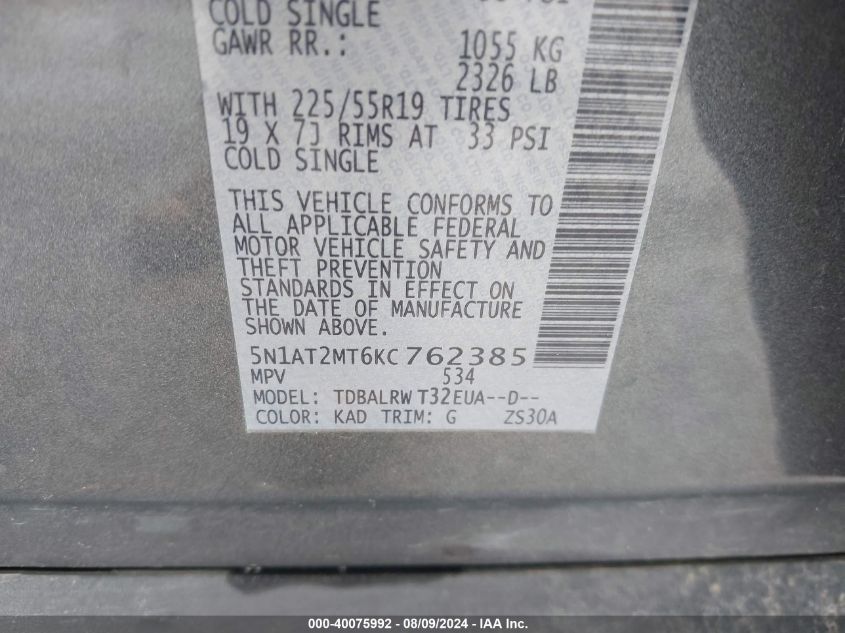 COLD SINGLE
GAWR RR.: 1055 KG
2326 LB
WITH 225/55R19 TIRES
19 X 7J RIMS AT 33 PSI
COLD SINGLE
THIS VEHICLE CONFORMS TO
ALL APPLICABLE FEDERAL
MOTOR VEHICLE SAFETY AND
THEFT PREVENTION
STANDARDS IN EFFECT ON
THE DATE OF MANUFACTURE
SHOWN ABOVE.
5N1AT2MT6KC762385
MPV 534
MODEL: TDBALRW T32EUA--D--
COLOR: KAD TRIM: G ZS30A
000-40075992 - 08/09/2024 - IAA Inc.